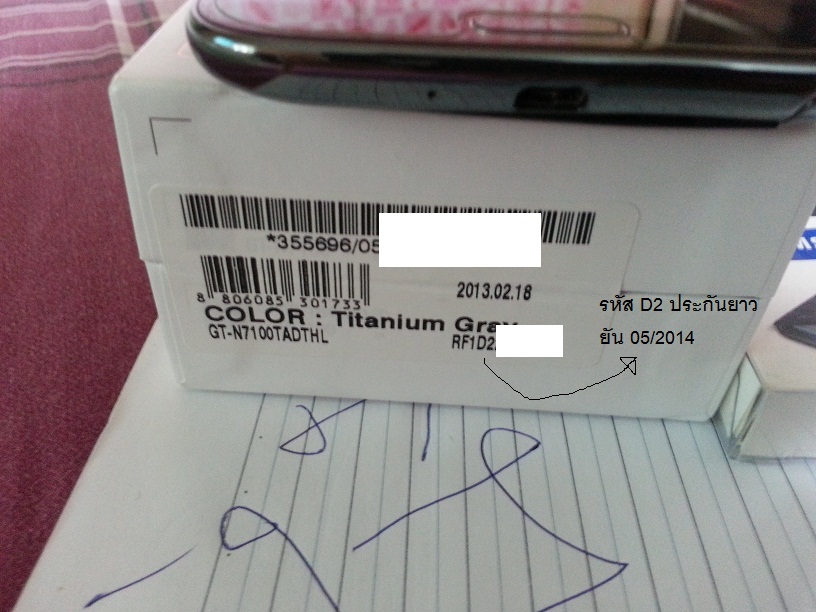 *355696/05
8 806085 301733
2013.02.18
COLOR : Titanium Gray
GT-N7100TADTHL
RF1D2
รหัส D2 ประกันยาว
ยัน 05/2014